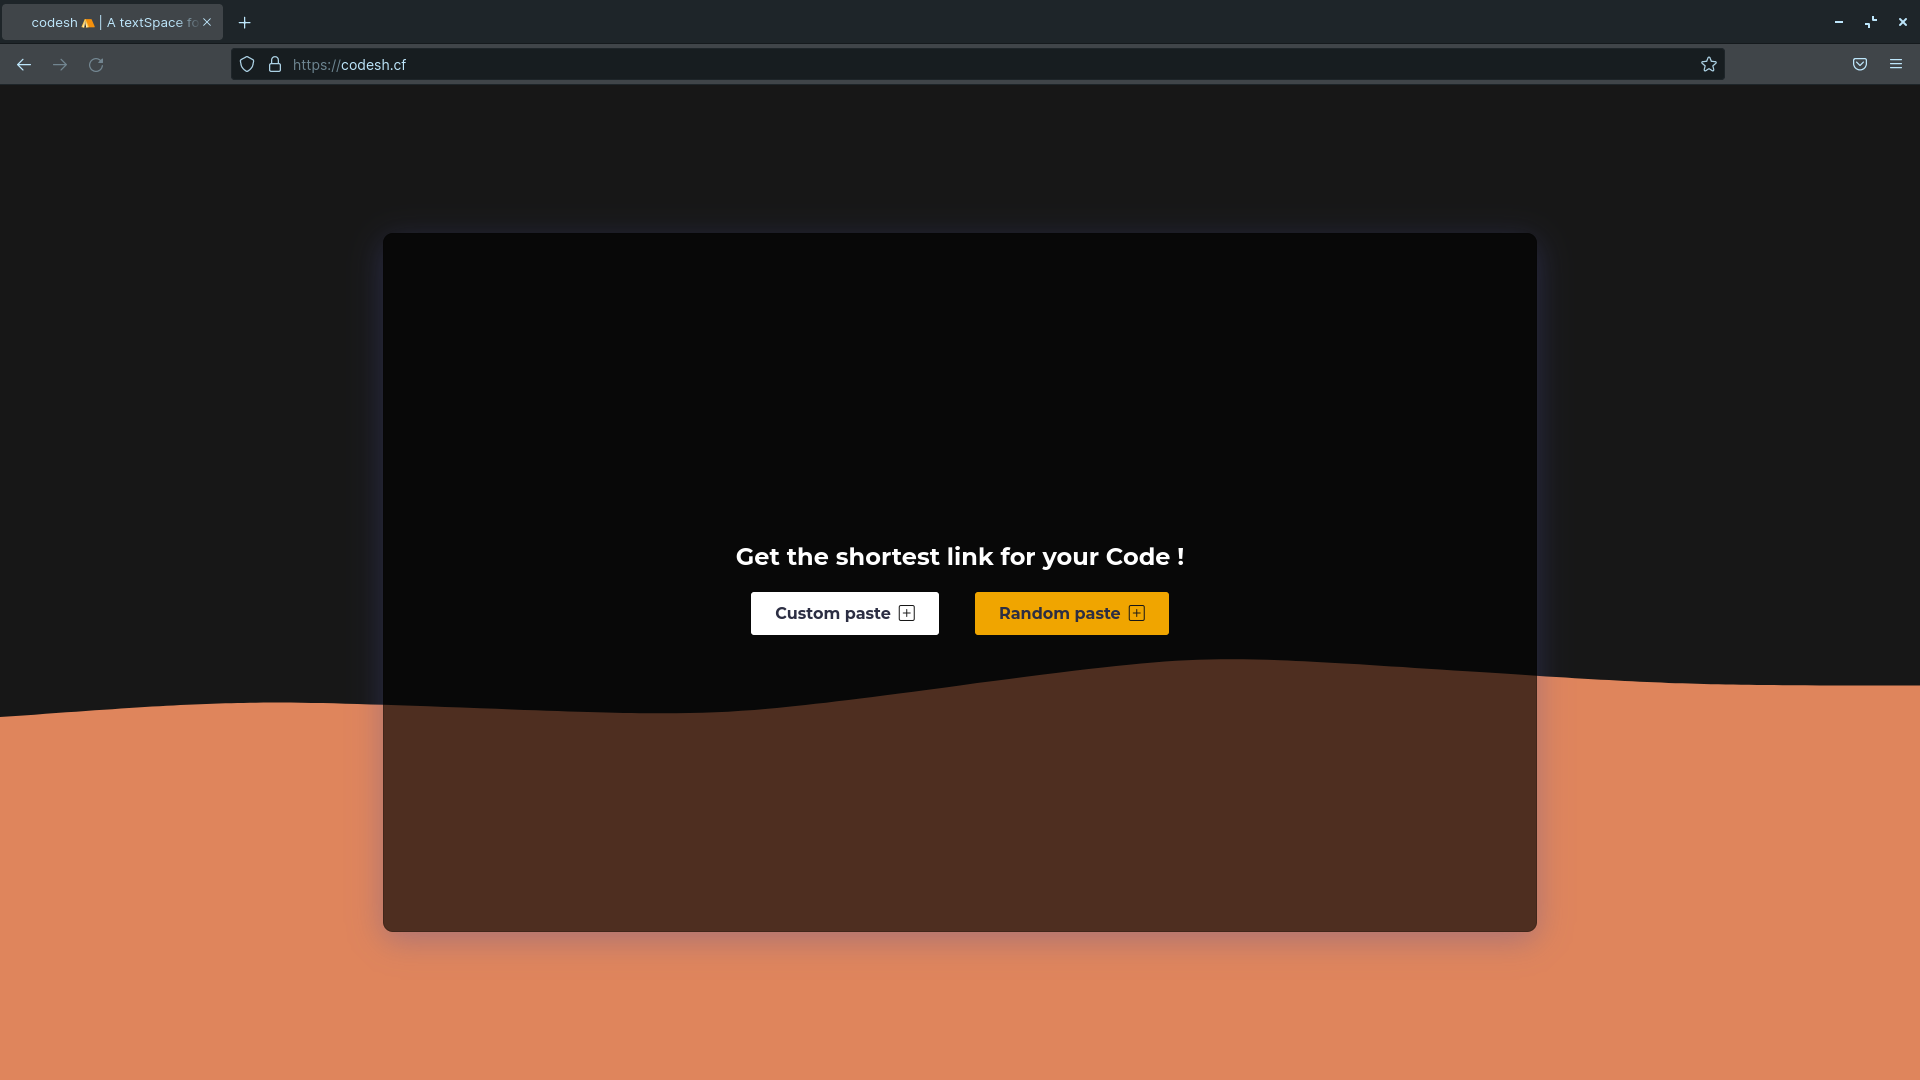 codesh ⛺ | A textSpace fo
https://codesh.cf
Get the shortest link for your Code !
Custom paste
Random paste